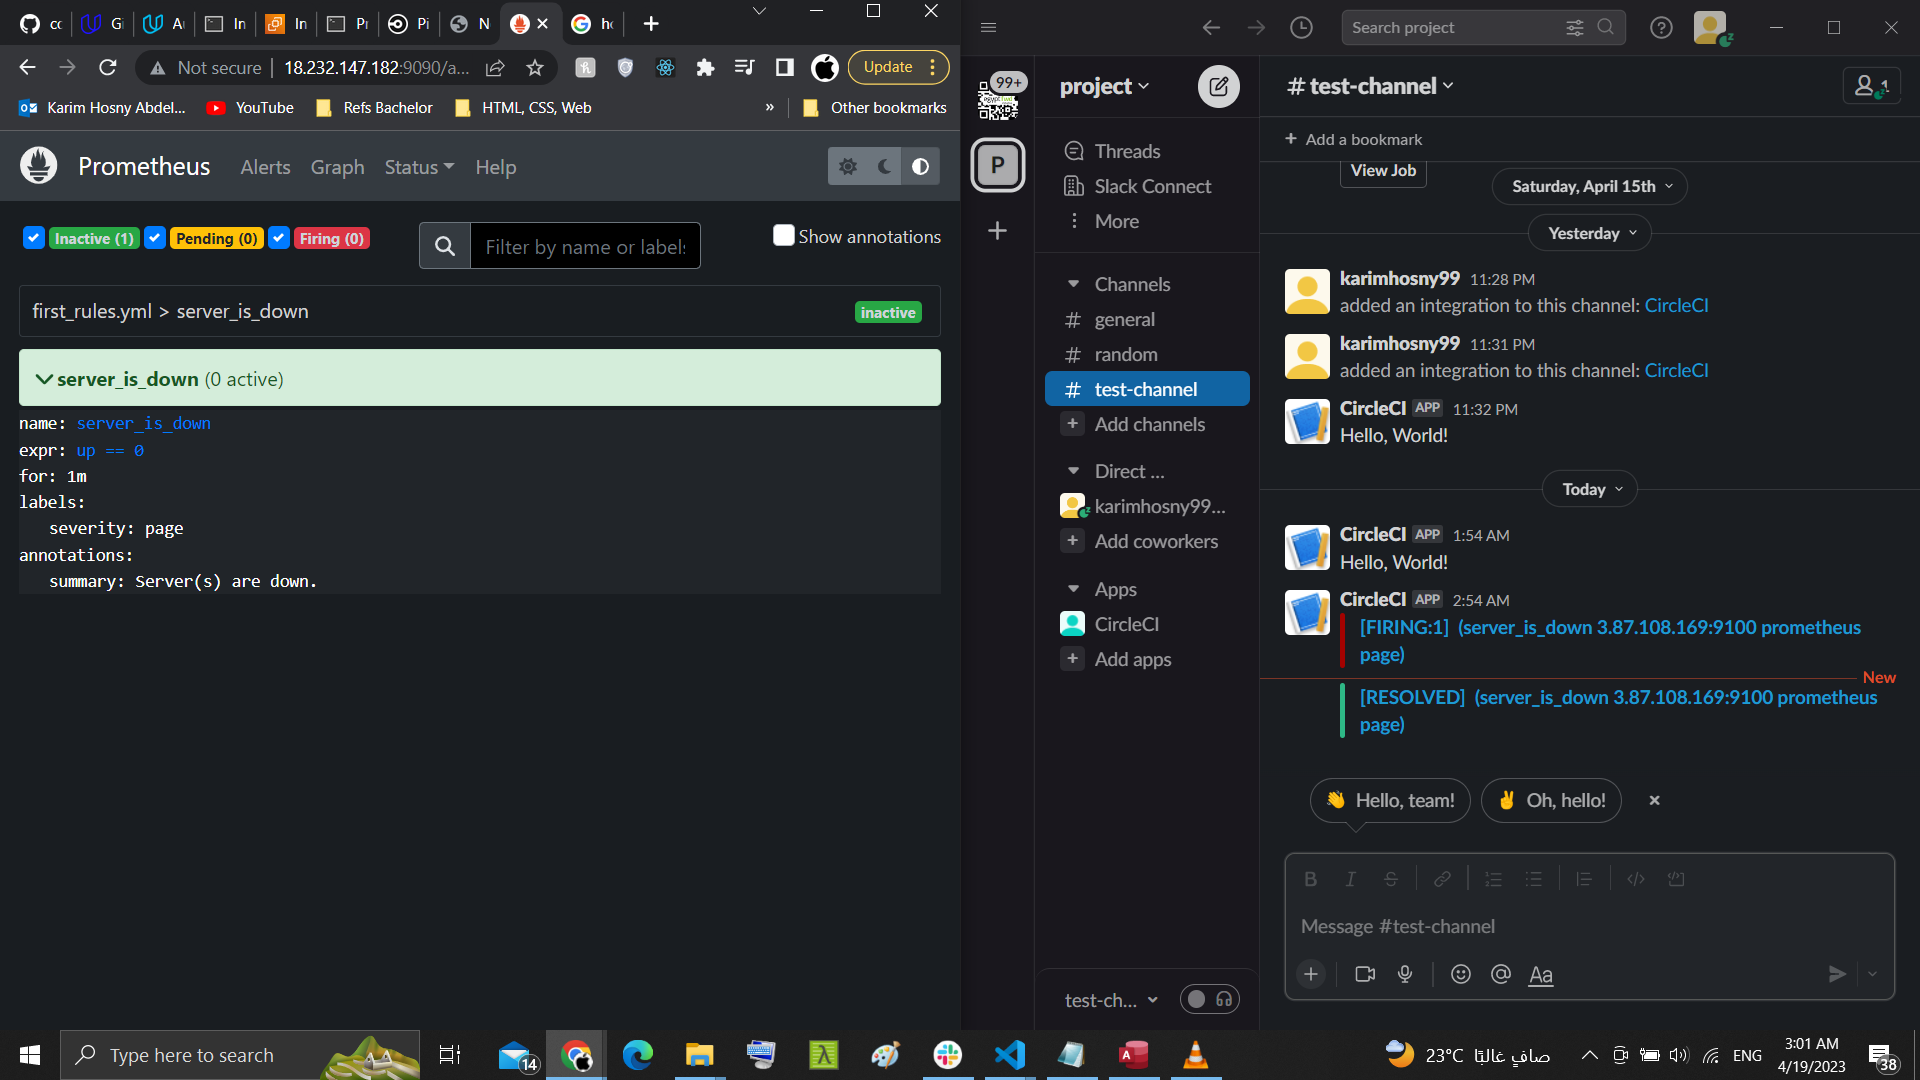 cc
Gi
Au
In
In
Pr
Pi
N
ho
Not secure
18.232.147.182:9090/a...
Update
Karim Hosny Abdel...
YouTube
Refs Bachelor
HTML, CSS, Web
»
Other bookmarks
Prometheus
Alerts
Graph
Status
Help
Inactive (1)
Pending (0)
Firing (0)
Filter by name or labels
Show annotations
first_rules.yml > server_is_down
inactive
server_is_down (0 active)
name: server_is_down
expr: up == 0
for: 1m
labels:
severity: page
annotations:
summary: Server(s) are down.
Search project
99+
P
project
Threads
Slack Connect
More
Channels
# general
# random
# test-channel
Add channels
Direct ...
karimhosny99...
Add coworkers
Apps
CircleCI
Add apps
test-ch...
# test-channel
1
+ Add a bookmark
View Job
Saturday, April 15th
Yesterday
karimhosny99 11:28 PM
added an integration to this channel: CircleCI
karimhosny99 11:31 PM
added an integration to this channel: CircleCI
CircleCI APP 11:32 PM
Hello, World!
Today
CircleCI APP 1:54 AM
Hello, World!
CircleCI APP 2:54 AM
[FIRING:1] (server_is_down 3.87.108.169:9100 prometheus
page)
New
[RESOLVED] (server_is_down 3.87.108.169:9100 prometheus
page)
👋 Hello, team!
✌ Oh, hello!
Message #test-channel
Aa
Type here to search
14
23°C صافٍ غالبًا
ENG
3:01 AM
4/19/2023
38